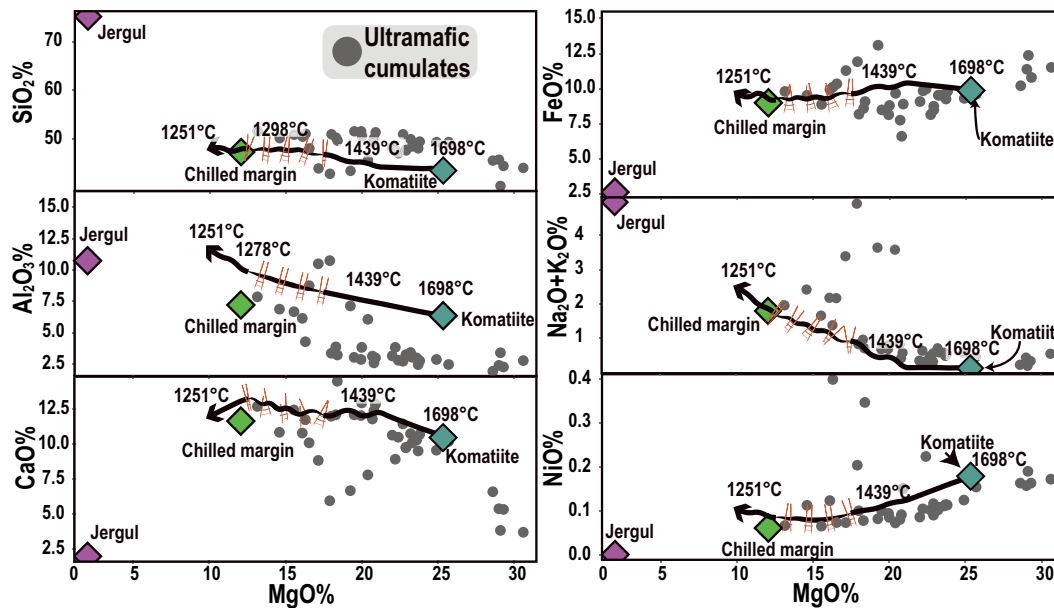 70
50
SiO2%
Jergul
Ultramafic
cumulates
1251°C
1298°C
1439°C
1698°C
Chilled margin
Komatiite
15.0
12.5
10.0
7.5
5.0
2.5
Al2O3%
1251°C
1278°C
1439°C
1698°C
Jergul
Chilled margin
Komatiite
12.5
10.0
7.5
5.0
2.5
CaO%
1251°C
1439°C
1698°C
Chilled margin
Komatiite
Jergul
0
5
10
15
20
25
30
MgO%
15.0
12.5
10.0
7.5
5.0
2.5
FeO%
1251°C
1439°C
1698°C
Chilled margin
Komatiite
Jergul
4
3
2
1
0
Na2O+K2O%
Jergul
1251°C
Chilled margin
1439°C
1698°C
Komatiit
0.4
0.3
0.2
0.1
0.0
NiO%
Komatiite
1698°C
1251°C
1439°C
Chilled margin
Jergul
0
5
10
15
20
25
30
MgO%